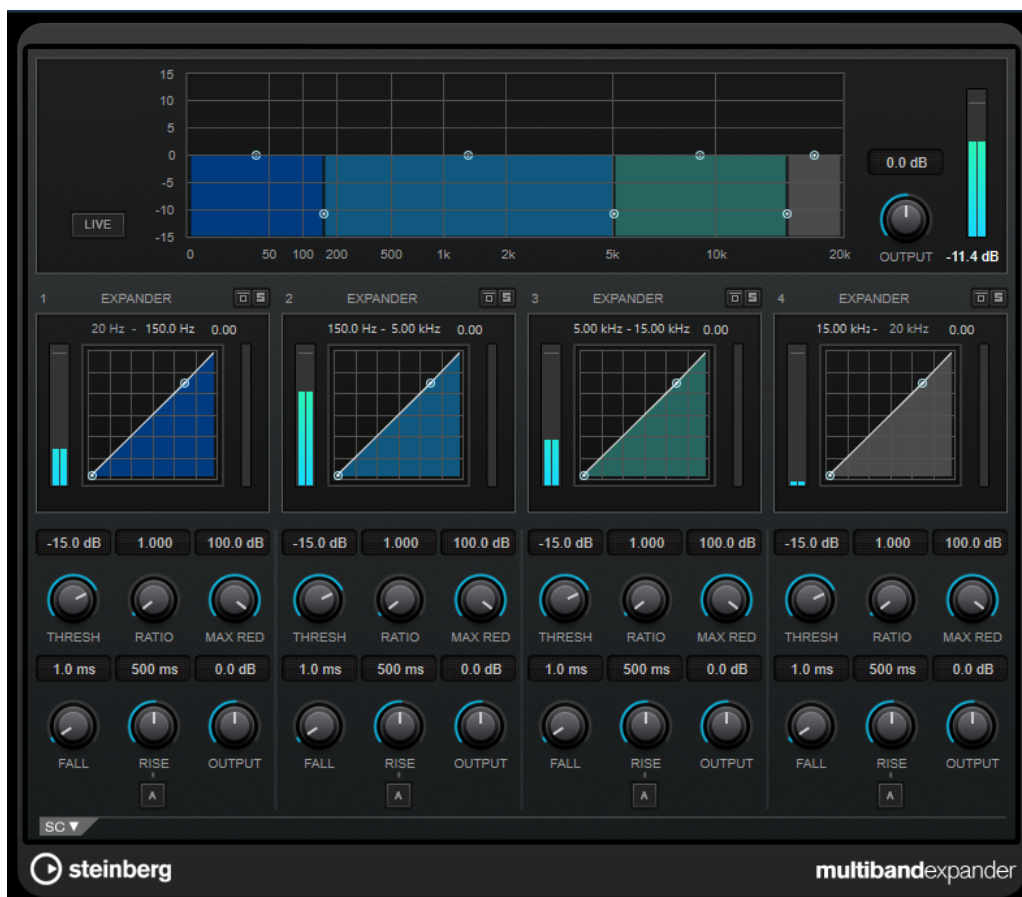 15
10
5
0
-5
-10
-15
LIVE
0 50 100 200 500 1k 2k 5k 10k 20k
0.0 dB
OUTPUT -11.4 dB
1 EXPANDER S 2 EXPANDER S 3 EXPANDER S 4 EXPANDER S
20 Hz - 150.0 Hz 0.00 150.0 Hz - 5.00 kHz 0.00 5.00 kHz - 15.00 kHz 0.00 15.00 kHz - 20 kHz 0.00
-15.0 dB 1.000 100.0 dB -15.0 dB 1.000 100.0 dB -15.0 dB 1.000 100.0 dB -15.0 dB 1.000 100.0 dB
THRESH RATIO MAX RED THRESH RATIO MAX RED THRESH RATIO MAX RED THRESH RATIO MAX RED
1.0 ms 500 ms 0.0 dB 1.0 ms 500 ms 0.0 dB 1.0 ms 500 ms 0.0 dB 1.0 ms 500 ms 0.0 dB
FALL RISE OUTPUT FALL RISE OUTPUT FALL RISE OUTPUT FALL RISE OUTPUT
A A A A
SC ▼
steinberg multibandexpander